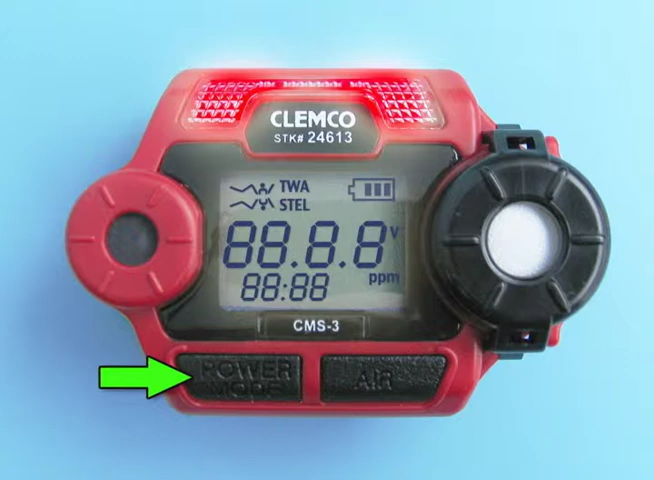 CLEMCO
STK# 24613
TWA
STEL
88.8.8 V
ppm
88:88
CMS-3
POWER
MODE
AIR